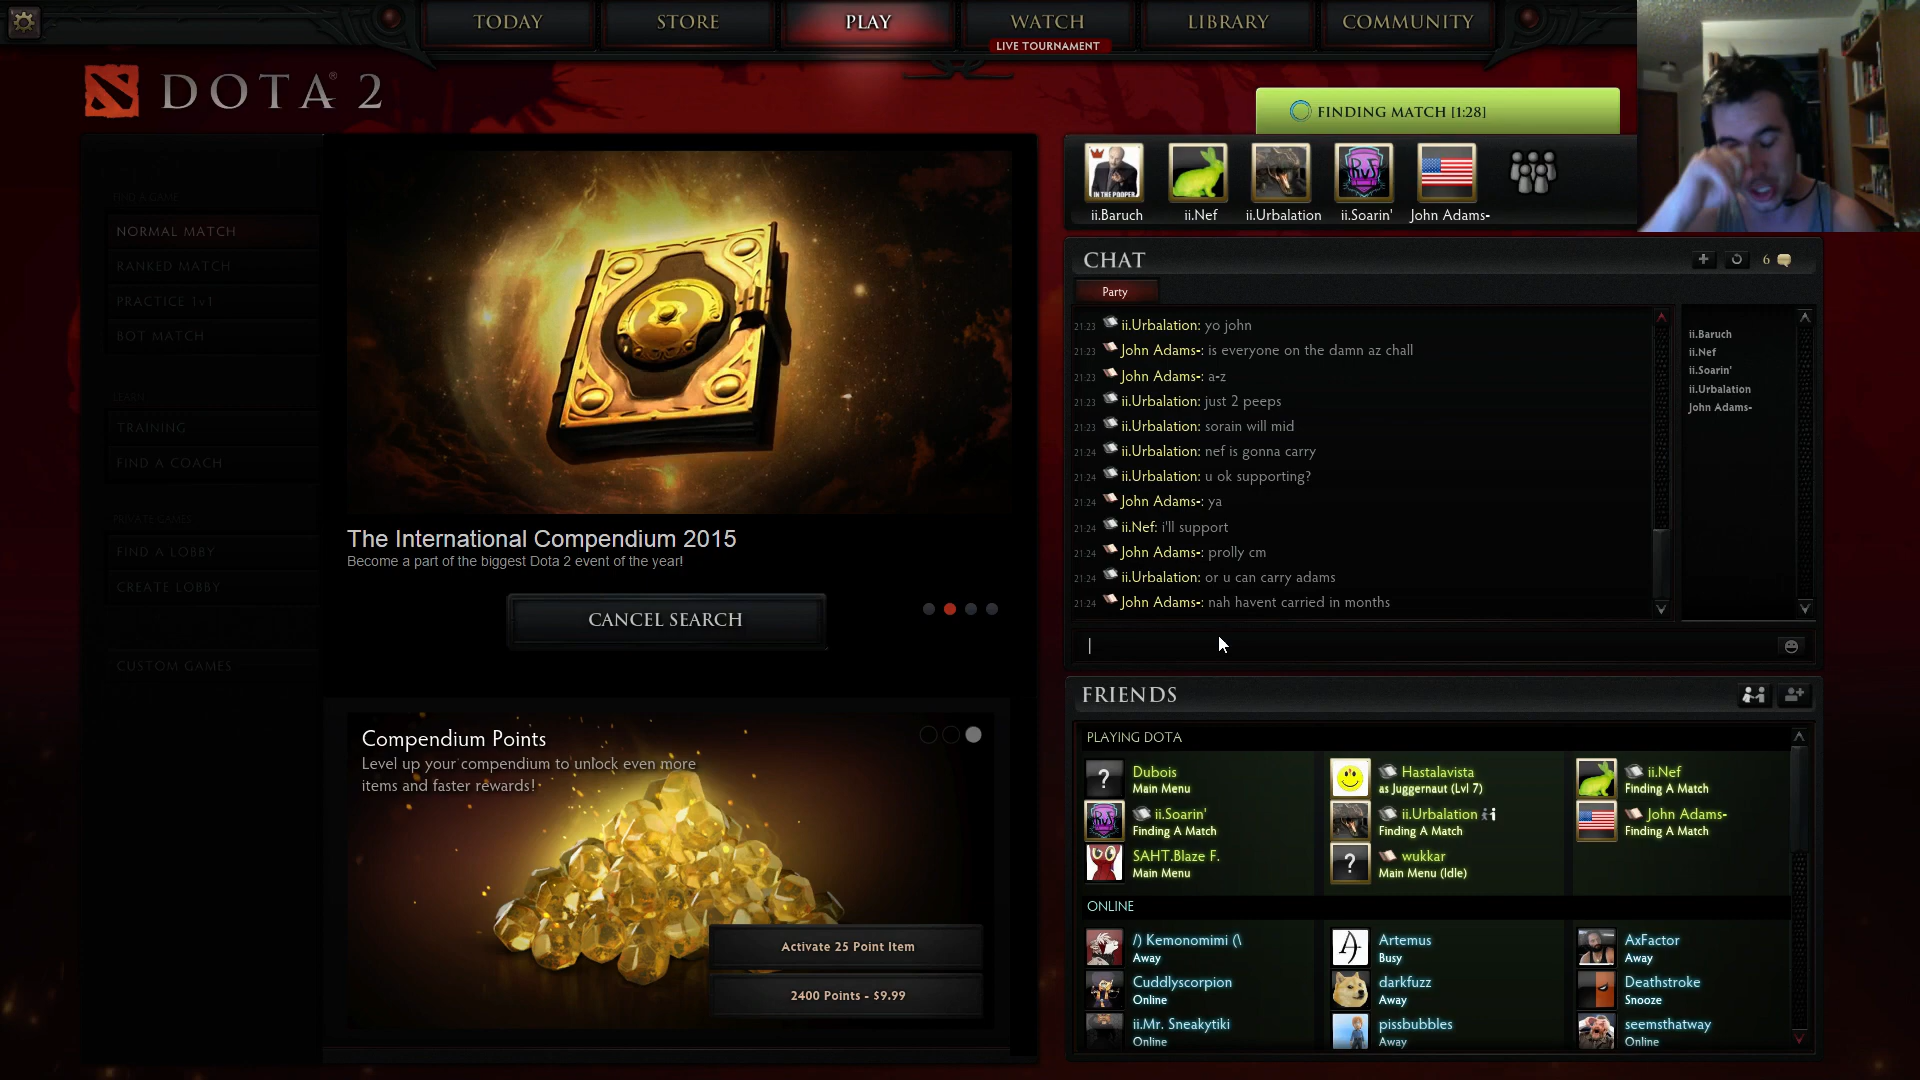 TODAY
STORE
PLAY
WATCH
LIVE TOURNAMENT
LIBRARY
COMMUNITY
DOTA® 2
FINDING MATCH [1:28]
IN THE POOPER
ii.Baruch
ii.Nef
ii.Urbalation
ii.Soarin'
John Adams-
FIND A GAME
NORMAL MATCH
RANKED MATCH
PRACTICE 1v1
BOT MATCH
LEARN
TRAINING
FIND A COACH
PRIVATE GAMES
FIND A LOBBY
CREATE LOBBY
CUSTOM GAMES
The International Compendium 2015
Become a part of the biggest Dota 2 event of the year!
CANCEL SEARCH
Compendium Points
Level up your compendium to unlock even more
items and faster rewards!
Activate 25 Point Item
2400 Points - $9.99
CHAT
6
Party
21:23 ii.Urbalation: yo john
21:23 John Adams-: is everyone on the damn az chall
21:23 John Adams-: a-z
21:23 ii.Urbalation: just 2 peeps
21:23 ii.Urbalation: sorain will mid
21:24 ii.Urbalation: nef is gonna carry
21:24 ii.Urbalation: u ok supporting?
21:24 John Adams-: ya
21:24 ii.Nef: i'll support
21:24 John Adams-: prolly cm
21:24 ii.Urbalation: or u can carry adams
21:24 John Adams-: nah havent carried in months
ii.Baruch
ii.Nef
ii.Soarin'
ii.Urbalation
John Adams-
FRIENDS
PLAYING DOTA
Dubois
Main Menu
Hastalavista
as Juggernaut (Lvl 7)
ii.Nef
Finding A Match
ii.Soarin'
Finding A Match
ii.Urbalation
Finding A Match
John Adams-
Finding A Match
SAHT.Blaze F.
Main Menu
wukkar
Main Menu (Idle)
ONLINE
/) Kemonomimi (\
Away
Artemus
Busy
AxFactor
Away
Cuddlyscorpion
Online
darkfuzz
Away
Deathstroke
Snooze
ii.Mr. Sneakytiki
Online
pissbubbles
Away
seemsthatway
Online